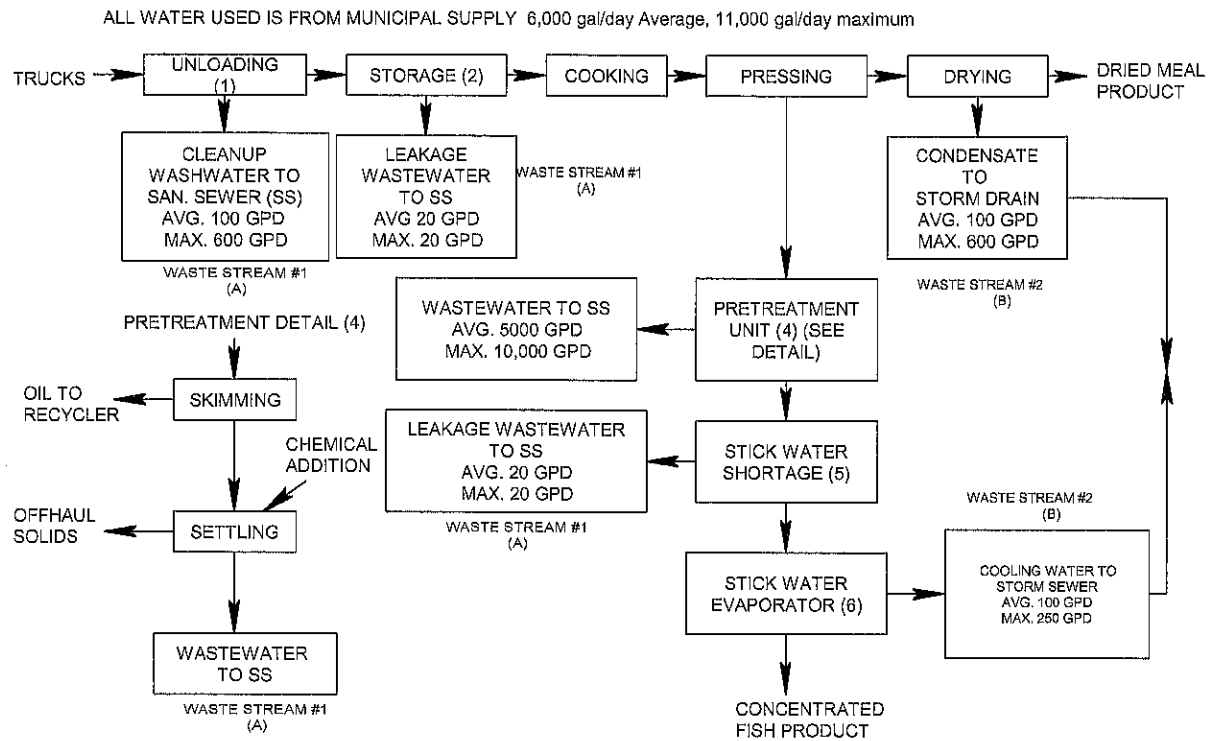 ALL WATER USED IS FROM MUNICIPAL SUPPLY 6,000 gal/day Average, 11,000 gal/day maximum
TRUCKS
UNLOADING
(1)
STORAGE (2)
COOKING
PRESSING
DRYING
DRIED MEAL
PRODUCT
CLEANUP
WASHWATER TO
SAN. SEWER (SS)
AVG. 100 GPD
MAX. 600 GPD
WASTE STREAM #1
(A)
LEAKAGE
WASTEWATER
TO SS
AVG 20 GPD
MAX. 20 GPD
WASTE STREAM #1
(A)
CONDENSATE
TO
STORM DRAIN
AVG. 100 GPD
MAX. 600 GPD
WASTE STREAM #2
(B)
WASTEWATER TO SS
AVG. 5000 GPD
MAX. 10,000 GPD
PRETREATMENT
UNIT (4) (SEE
DETAIL)
PRETREATMENT DETAIL (4)
OIL TO
RECYCLER
SKIMMING
CHEMICAL
ADDITION
OFFHAUL
SOLIDS
SETTLING
WASTEWATER
TO SS
WASTE STREAM #1
(A)
LEAKAGE WASTEWATER
TO SS
AVG. 20 GPD
MAX. 20 GPD
WASTE STREAM #1
(A)
STICK WATER
SHORTAGE (5)
STICK WATER
EVAPORATOR (6)
WASTE STREAM #2
(B)
COOLING WATER TO
STORM SEWER
AVG. 100 GPD
MAX. 250 GPD
CONCENTRATED
FISH PRODUCT